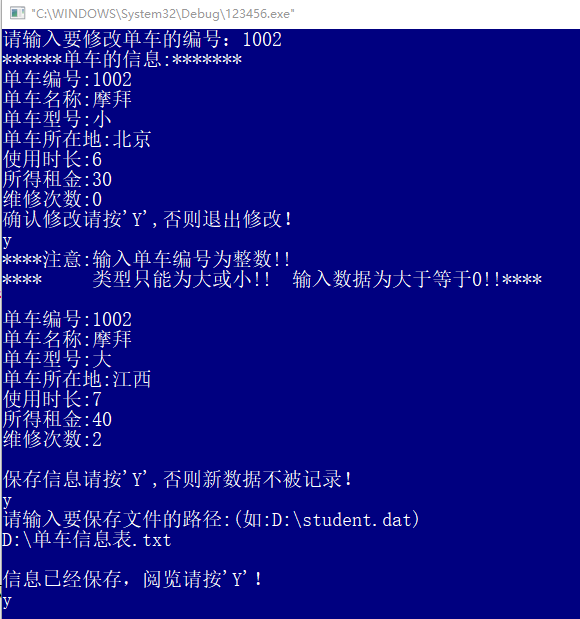 "C:\WINDOWS\System32\Debug\123456.exe"
请输入要修改单车的编号：1002
******单车的信息:*******
单车编号:1002
单车名称:摩拜
单车型号:小
单车所在地:北京
使用时长:6
所得租金:30
维修次数:0
确认修改请按'Y',否则退出修改！
y
****注意:输入单车编号为整数!!
****     类型只能为大或小!!  输入数据为大于等于0!!****
单车编号:1002
单车名称:摩拜
单车型号:大
单车所在地:江西
使用时长:7
所得租金:40
维修次数:2
保存信息请按'Y',否则新数据不被记录！
y
请输入要保存文件的路径:(如:D:\student.dat)
D:\单车信息表.txt
信息已经保存，阅览请按'Y'！
y